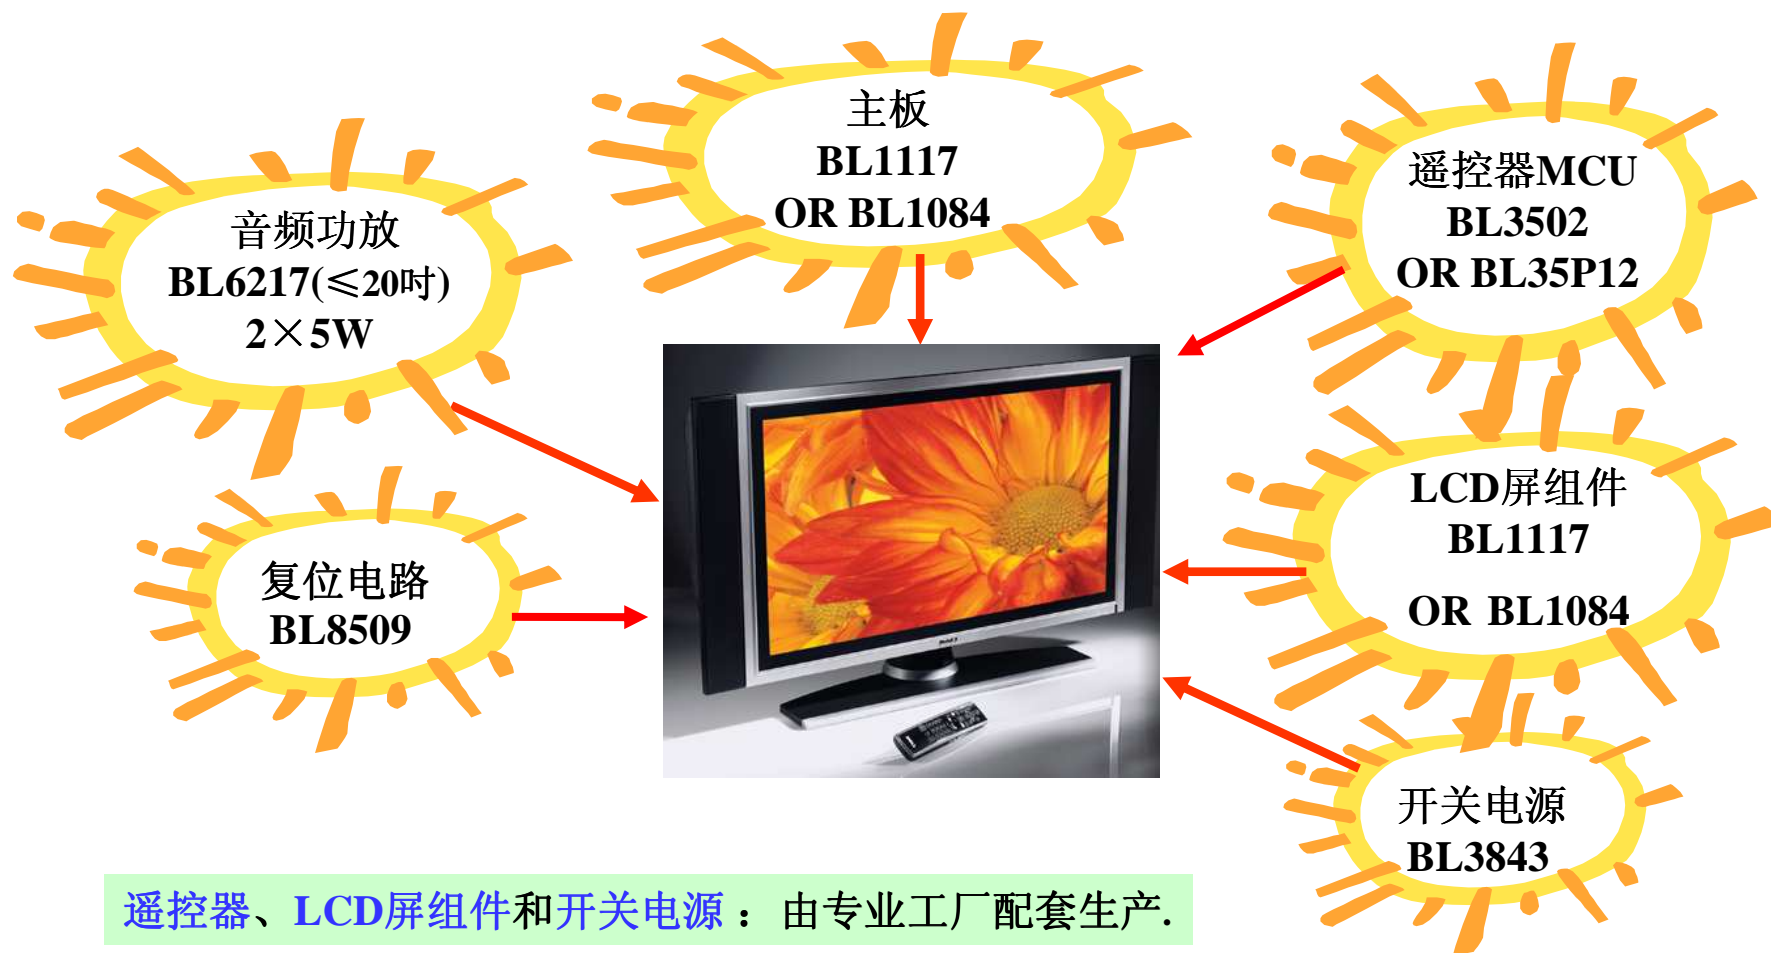 主板
BL1117
OR BL1084
音频功放
BL6217(≤20吋)
2×5W
遥控器MCU
BL3502
OR BL35P12
复位电路
BL8509
LCD屏组件
BL1117
OR BL1084
开关电源
BL3843
遥控器、LCD屏组件和开关电源 ：由专业工厂配套生产.